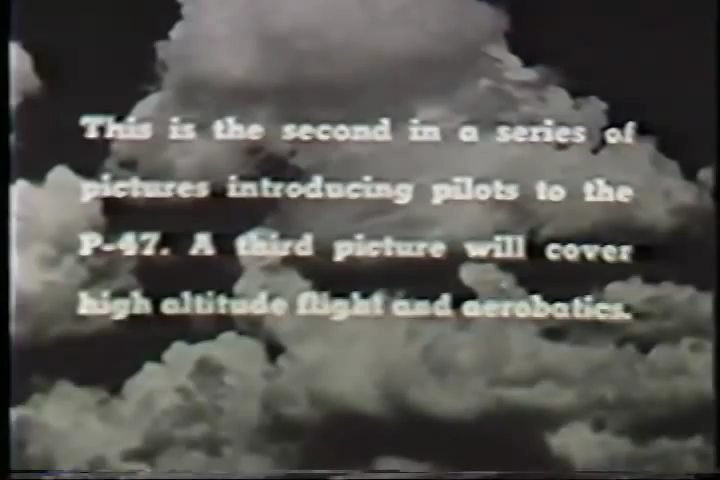 This is the second in a series of
pictures introducing pilots to the
P-47. A third picture will cover
high altitude flight and aerobatics.